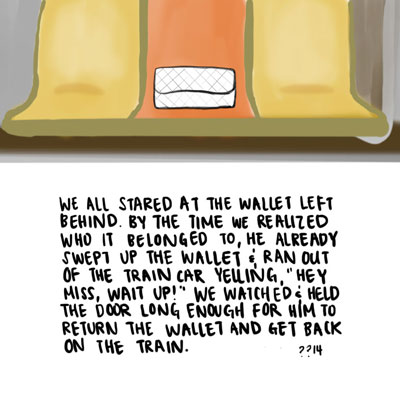 WE ALL STARED AT THE WALLET LEFT
BEHIND. BY THE TIME WE REALIZED
WHO IT BELONGED TO, HE ALREADY
SWEPT UP THE WALLET & RAN OUT
OF THE TRAIN CAR YELLING, "HEY
MISS, WAIT UP!" WE WATCHED & HELD
THE DOOR LONG ENOUGH FOR HIM TO
RETURN THE WALLET AND GET BACK
ON THE TRAIN.
??14